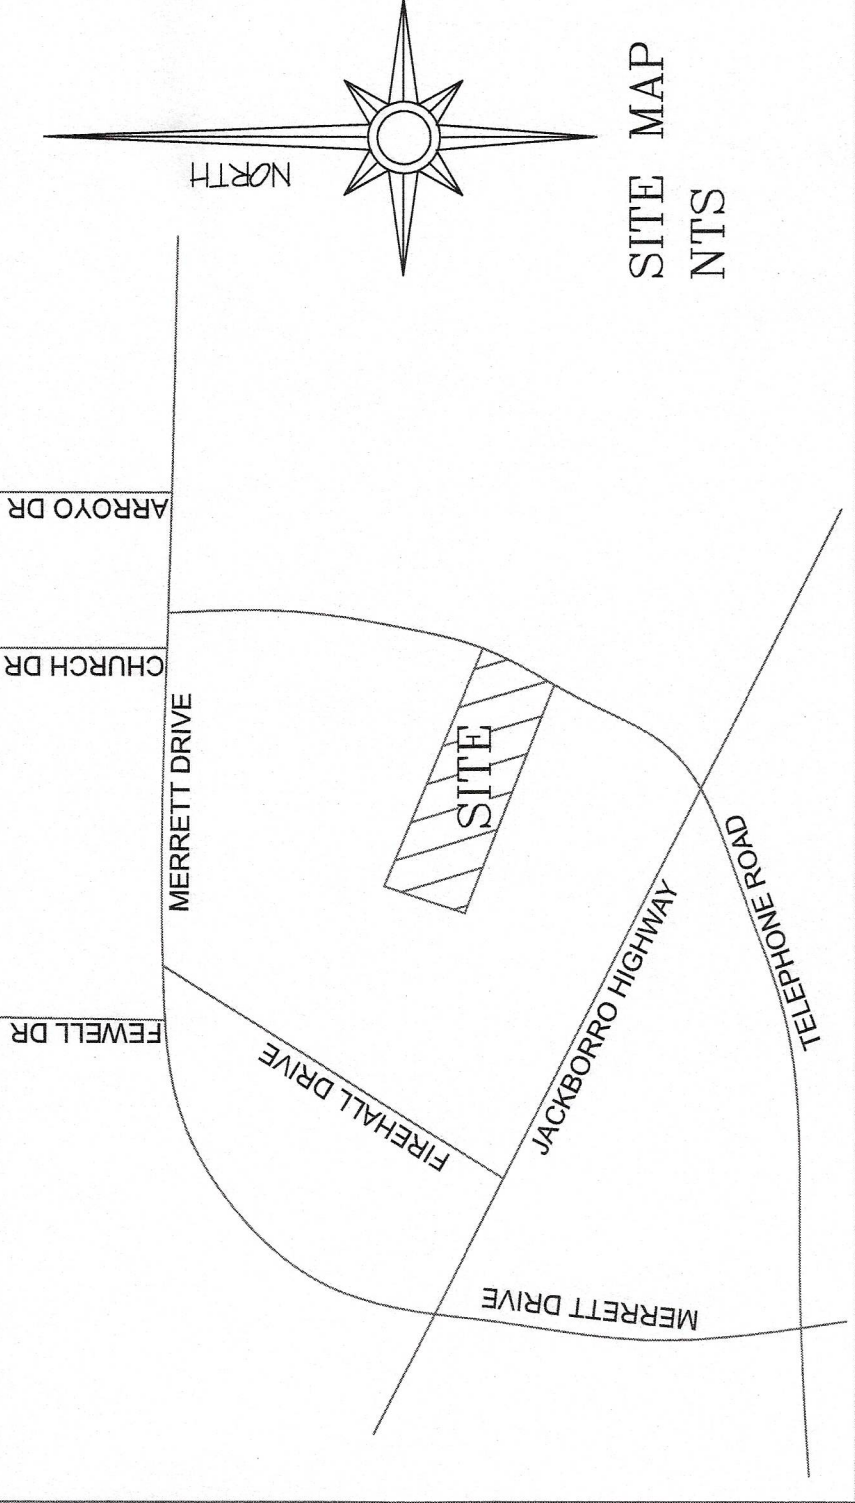 NORTH
SITE MAP
NTS
ARROYO DR
CHURCH DR
MERRETT DRIVE
FEWELL DR
FIREHALL DRIVE
SITE
JACKBORRO HIGHWAY
TELEPHONE ROAD
MERRETT DRIVE